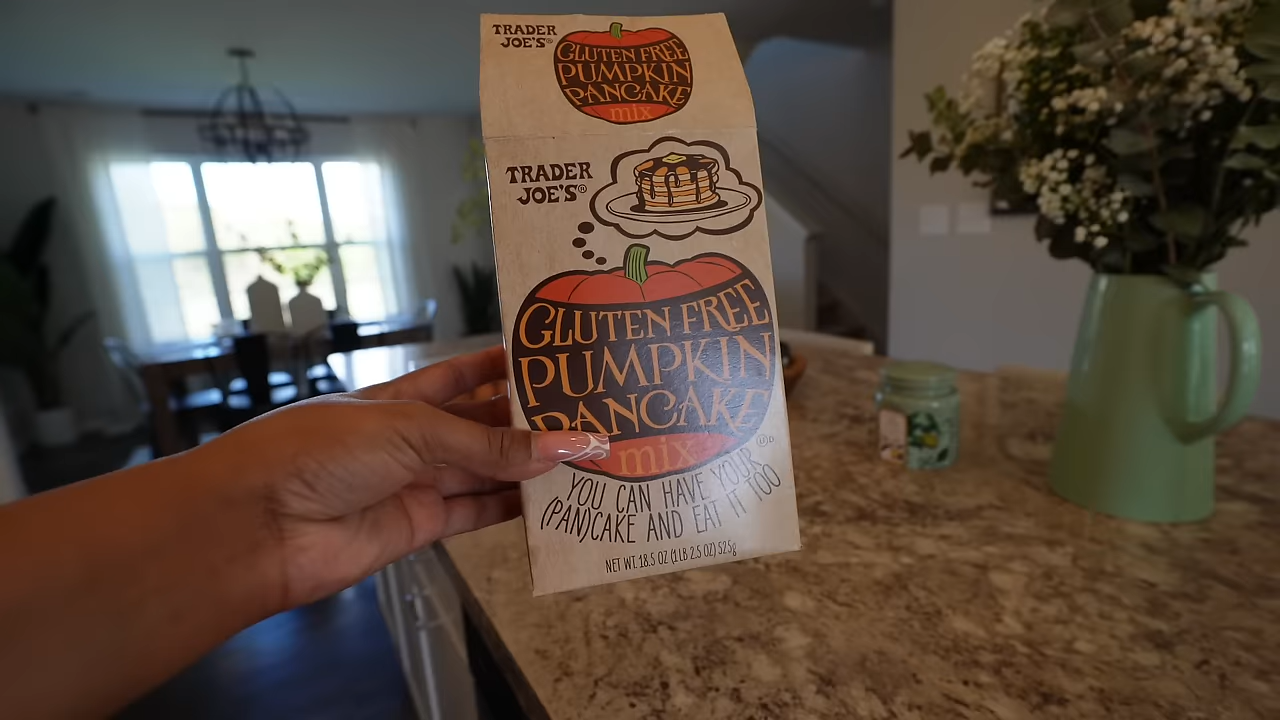 TRADER
JOE'S®
GLUTEN FREE
PUMPKIN
PANCAKE
mix
TRADER
JOE'S®
GLUTEN FREE
PUMPKIN
PANCAKE
mix
YOU CAN HAVE YOUR
(PAN)CAKE AND EAT IT TOO
NET WT. 18.5 OZ (1 LB 2.5 OZ) 525g